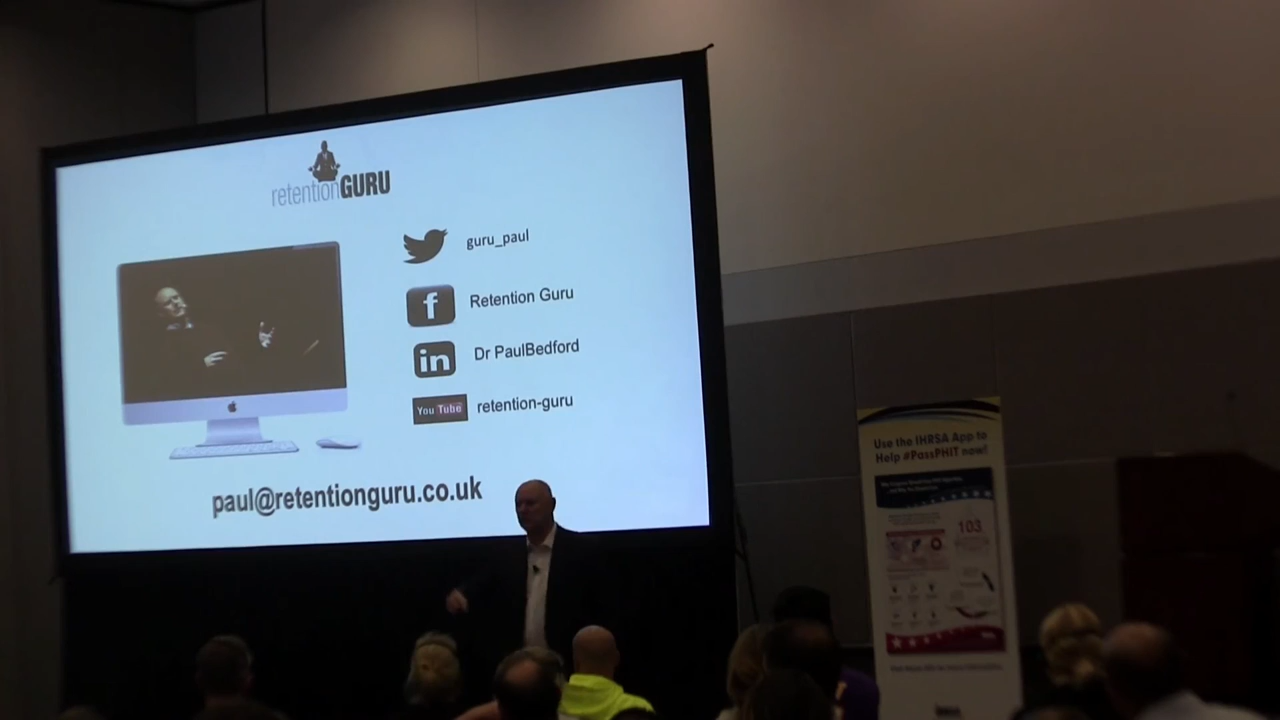 retentionGURU
guru_paul
f
Retention Guru
in
Dr PaulBedford
You Tube
retention-guru
paul@retentionguru.co.uk
Use the IHRSA App to
Help #PassPHIT now!
103